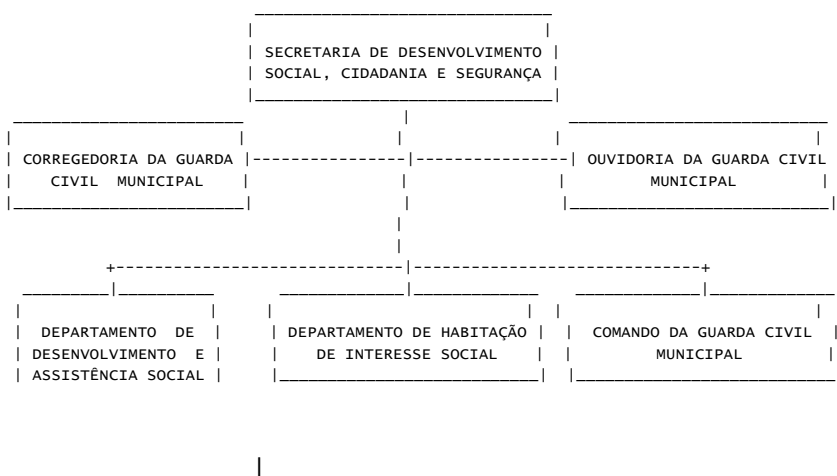 SECRETARIA DE DESENVOLVIMENTO
SOCIAL, CIDADANIA E SEGURANÇA
CORREGEDORIA DA GUARDA
CIVIL MUNICIPAL
OUVIDORIA DA GUARDA CIVIL
MUNICIPAL
DEPARTAMENTO DE
DESENVOLVIMENTO E
ASSISTÊNCIA SOCIAL
DEPARTAMENTO DE HABITAÇÃO
DE INTERESSE SOCIAL
COMANDO DA GUARDA CIVIL
MUNICIPAL